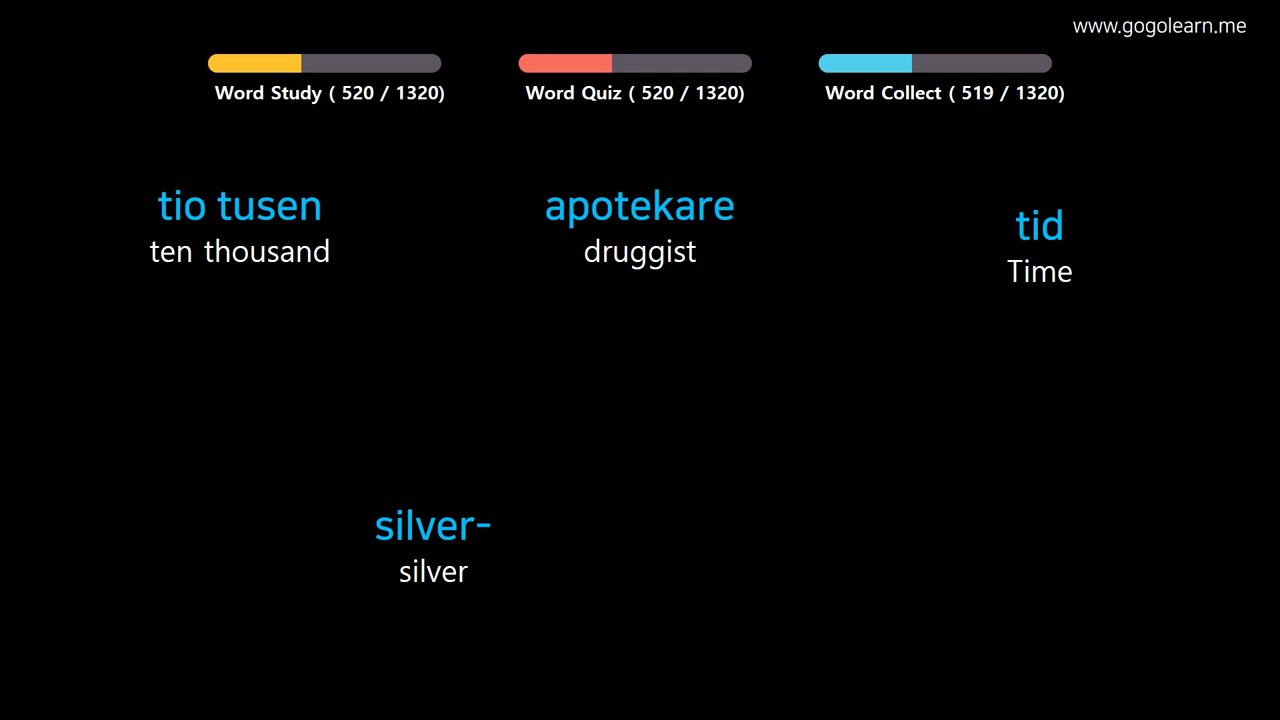 www.gogolearn.me
Word Study ( 520 / 1320)
Word Quiz ( 520 / 1320)
Word Collect ( 519 / 1320)
tio tusen
ten thousand
apotekare
druggist
tid
Time
silver-
silver